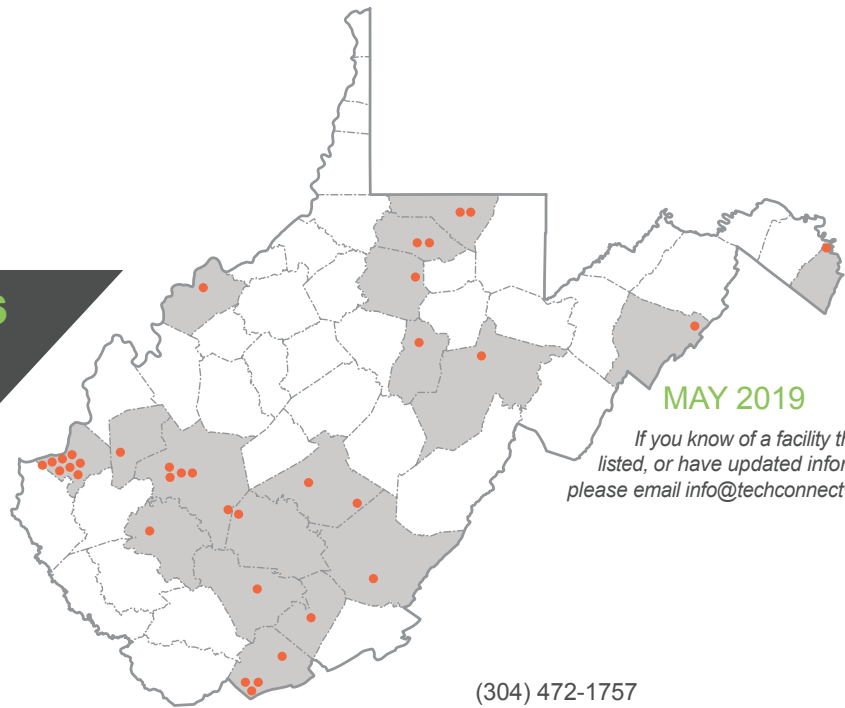 MAY 2019
If you know of a facility th
listed, or have updated infor
please email info@techconnect
(304) 472-1757